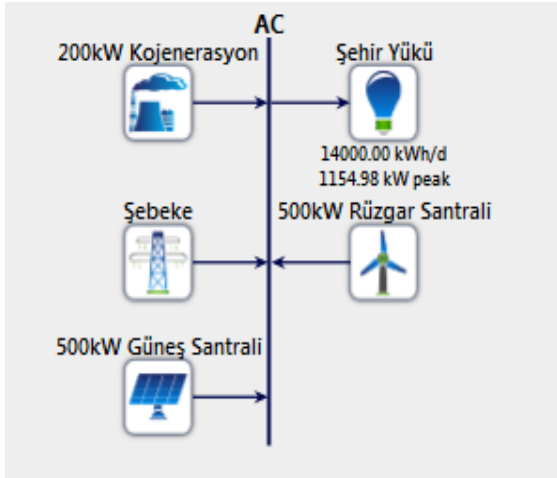 AC
200kW Kojenerasyon
Şehir Yükü
14000.00 kWh/d
1154.98 kW peak
Şebeke
500kW Rüzgar Santrali
500kW Güneş Santrali